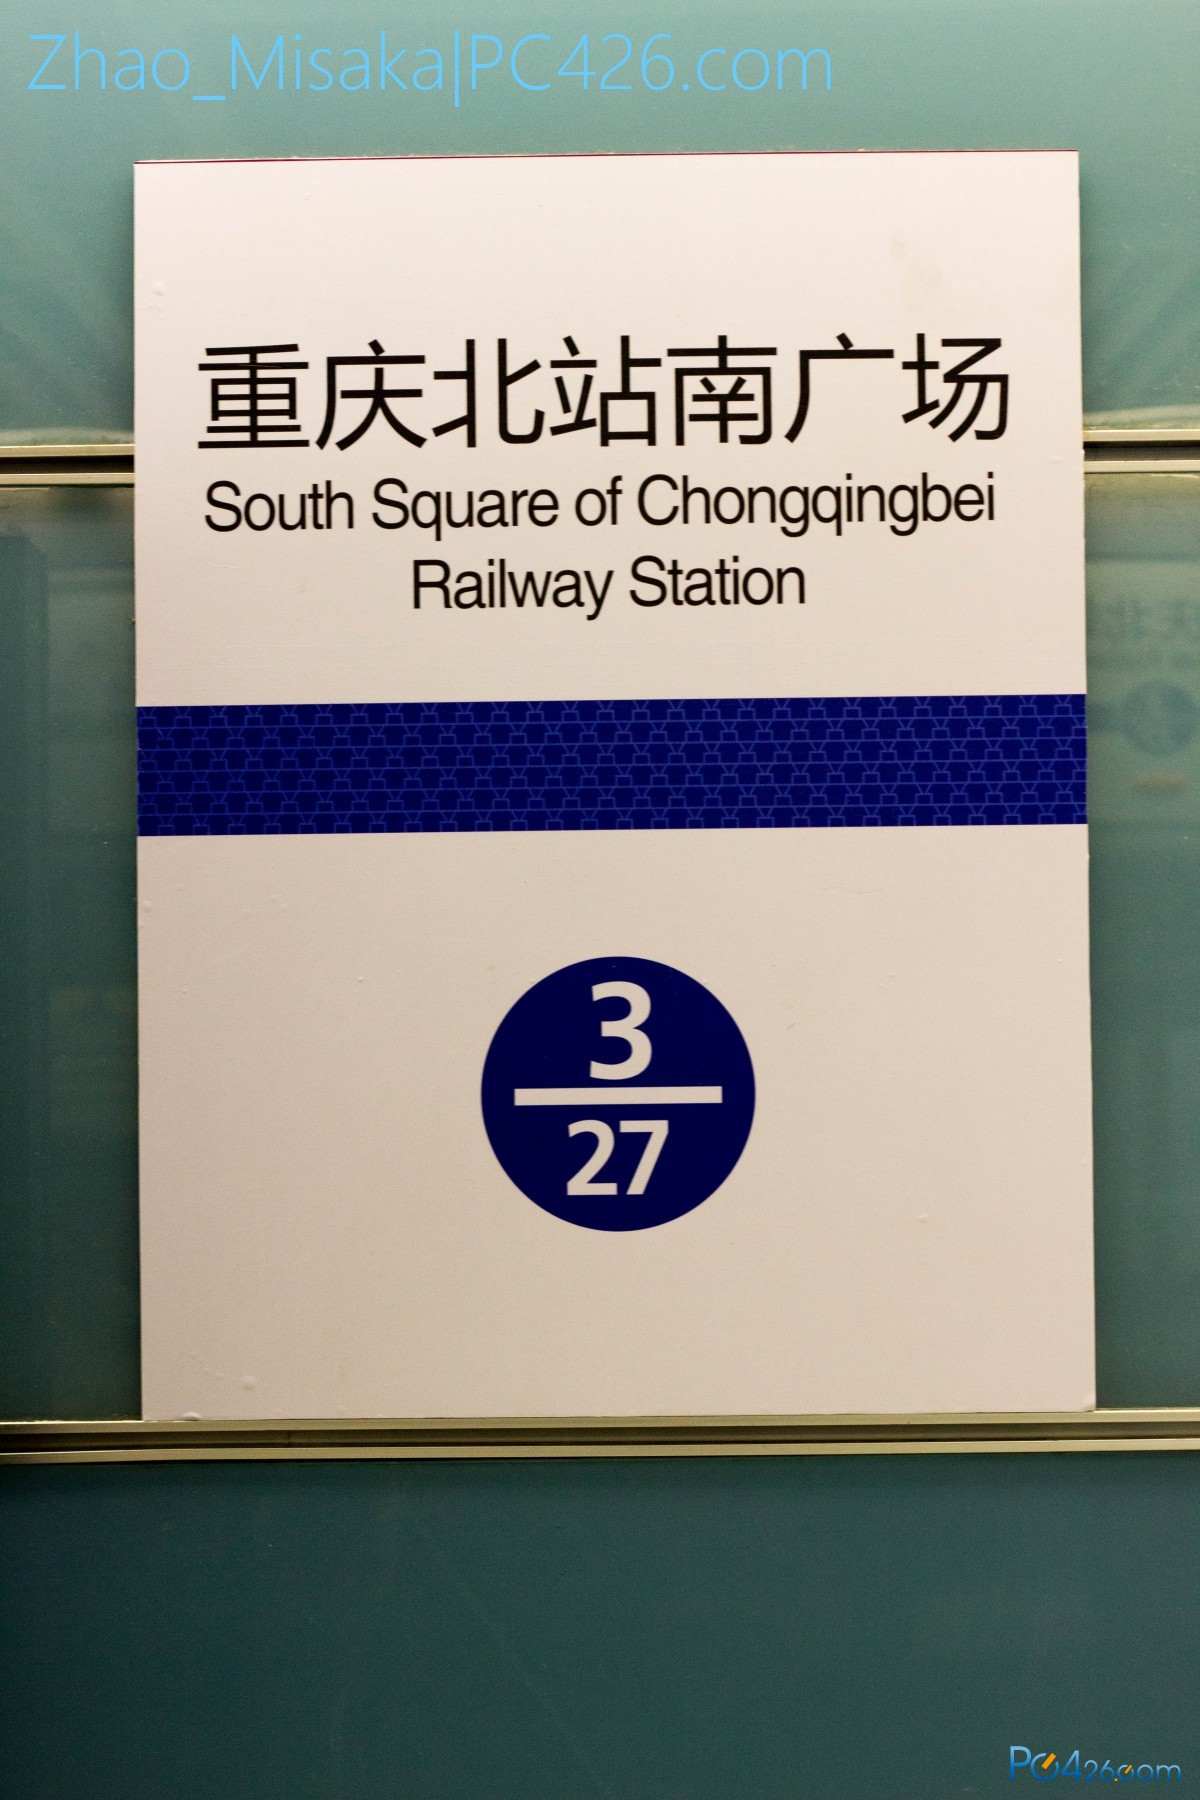 Zhao_Misaka|PC426.com
重庆北站南广场
South Square of Chongqingbei
Railway Station
3
27
PC426.com